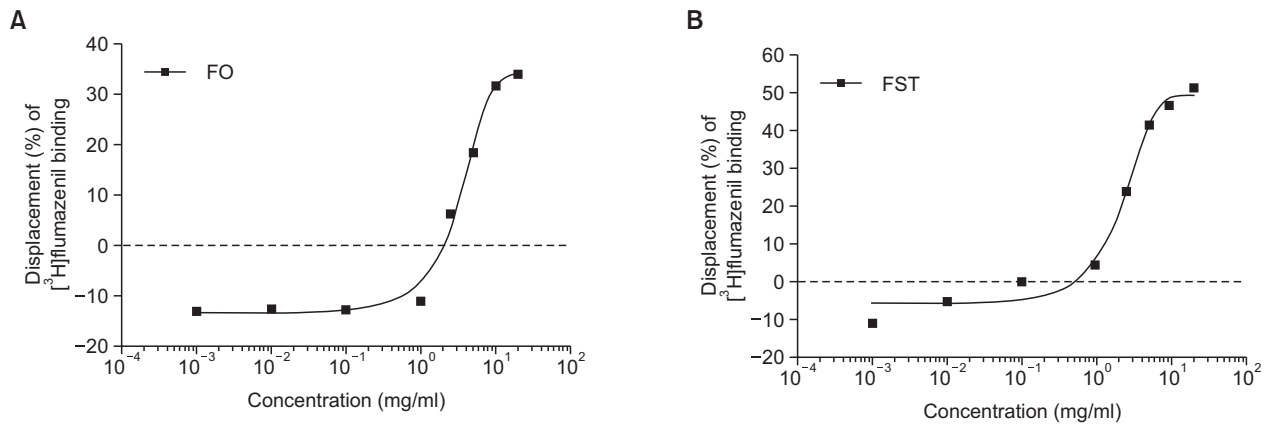 A
40
30
20
10
0
−10
−20
FO
Displacement (%) of
[³H]flumazenil binding
10⁻⁴ 10⁻³ 10⁻² 10⁻¹ 10⁰ 10¹ 10²
Concentration (mg/ml)
B
60
50
40
30
20
10
0
−10
−20
FST
Displacement (%) of
[³H]flumazenil binding
10⁻⁴ 10⁻³ 10⁻² 10⁻¹ 10⁰ 10¹ 10²
Concentration (mg/ml)